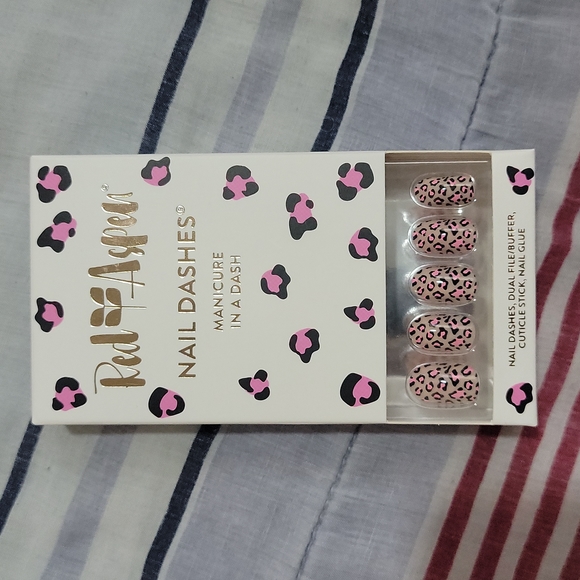 Red Aspen®
NAIL DASHES®
MANICURE
IN A DASH
NAIL DASHES, DUAL FILE/BUFFER,
CUTICLE STICK, NAIL GLUE